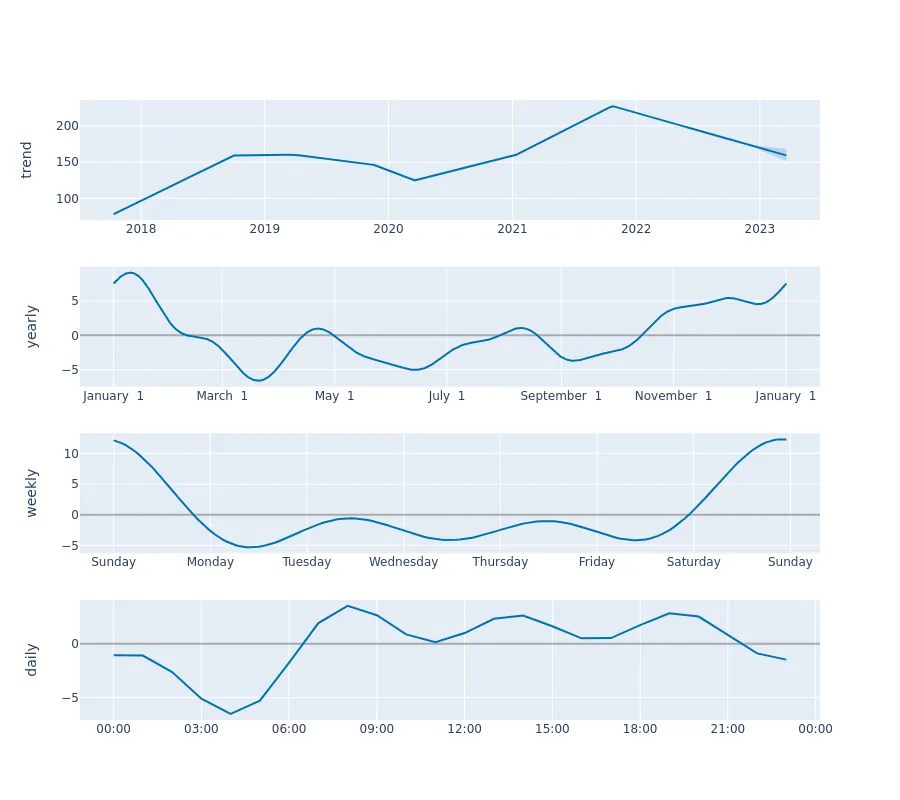 trend
200
150
100
2018 2019 2020 2021 2022 2023
yearly
5
0
−5
January 1 March 1 May 1 July 1 September 1 November 1 January 1
weekly
10
5
0
−5
Sunday Monday Tuesday Wednesday Thursday Friday Saturday Sunday
daily
0
−5
00:00 03:00 06:00 09:00 12:00 15:00 18:00 21:00 00:00